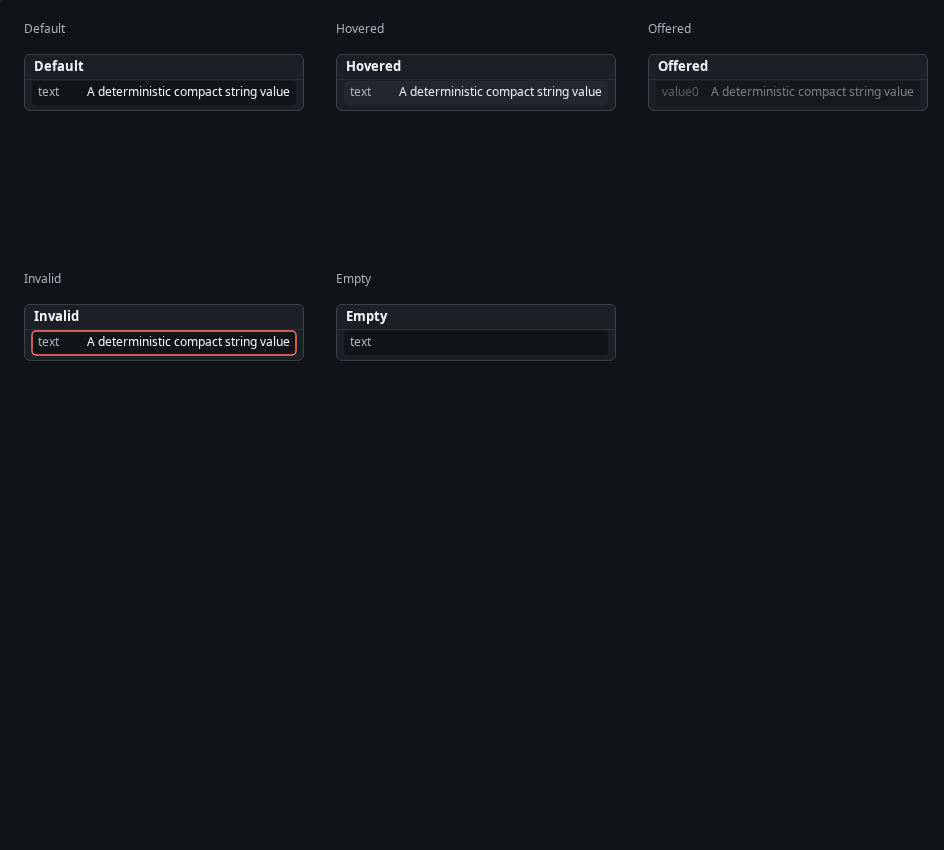 Default
Hovered
Offered
Default
Hovered
Offered
text A deterministic compact string value
text A deterministic compact string value
value0 A deterministic compact string value
Invalid
Empty
Invalid
Empty
text A deterministic compact string value
text